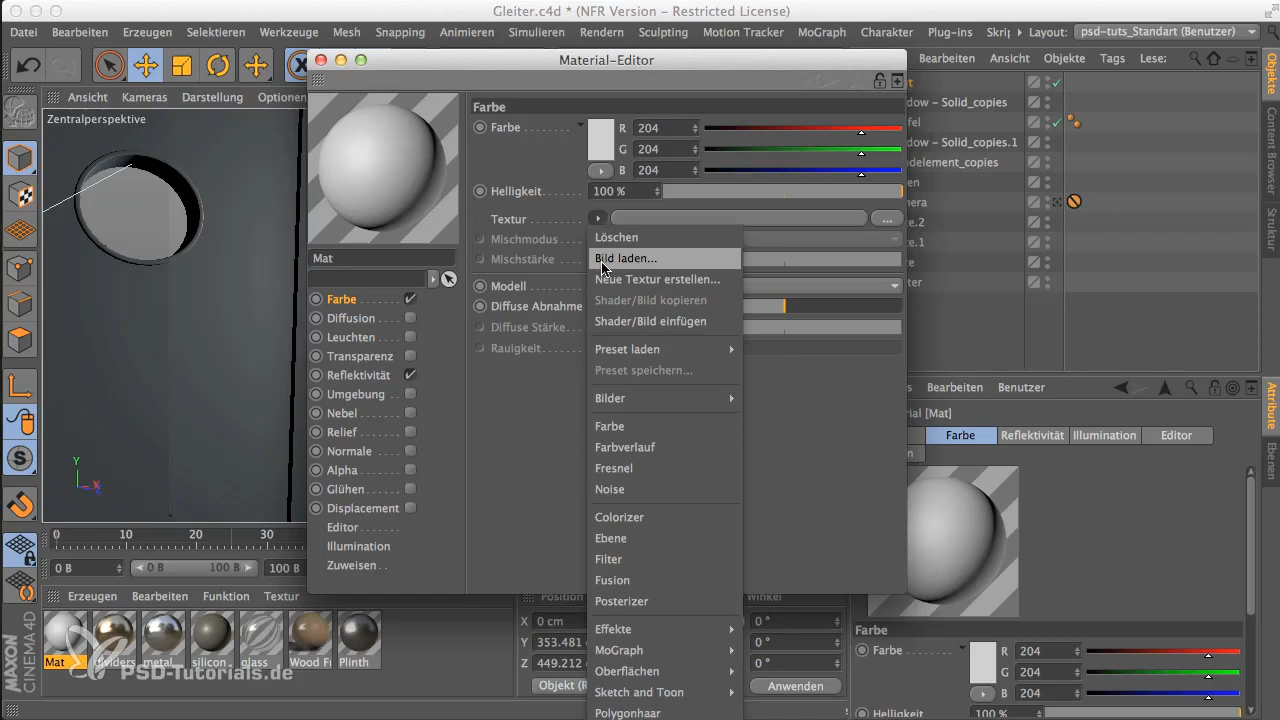 Gleiter.c4d * (NFR Version - Restricted License)
Datei Bearbeiten Erzeugen Selektieren Werkzeuge Mesh Snapping Animieren Simulieren Rendern Sculpting Motion Tracker MoGraph Charakter Plug-ins Skrip Layout: psd-tuts_Standart (Benutzer)
Material-Editor
Bearbeiten Ansicht Objekte Tags Lese;
Ansicht Kameras Darstellung Optionen
Zentralperspektive
Farbe
Farbe R 204
G 204
B 204
Helligkeit 100 %
Textur ...
Mischmodus
Mischstärke
Modell
Diffuse Abnahme
Diffuse Stärke
Rauigkeit
Mat
Farbe
Diffusion
Leuchten
Transparenz
Reflektivität
Umgebung
Nebel
Relief
Normale
Alpha
Glühen
Displacement
Editor
Illumination
Zuweisen
Löschen
Bild laden...
Neue Textur erstellen...
Shader/Bild kopieren
Shader/Bild einfügen
Preset laden
Preset speichern...
Bilder
Farbe
Farbverlauf
Fresnel
Noise
Colorizer
Ebene
Filter
Fusion
Posterizer
Effekte
MoGraph
Oberflächen
Sketch and Toon
Polygonhaar
dow - Solid_copies
fel
dow - Solid_copies.1
delement_copies
en
era
e.2
e.1
ter
Objekte
Content Browser
Struktur
Attribute
Ebenen
s Bearbeiten Benutzer
al [Mat]
Farbe Reflektivität Illumination Editor
n
Farbe
Farbe R 204
G 204
B 204
Helligkeit 100 %
Y
X
Z
0 10 20 30
0 B 0 B 100 B 100 B
Erzeugen Bearbeiten Funktion Textur
Mat dividers metal silicon glass Wood Fr Plinth
PSD-Tutorials.de
MAXON
CINEMA 4D
Position Winkel
X 0 cm 0 °
Y 353.481 c 0 °
Z 449.212 c 0 °
Objekt (R Anwenden